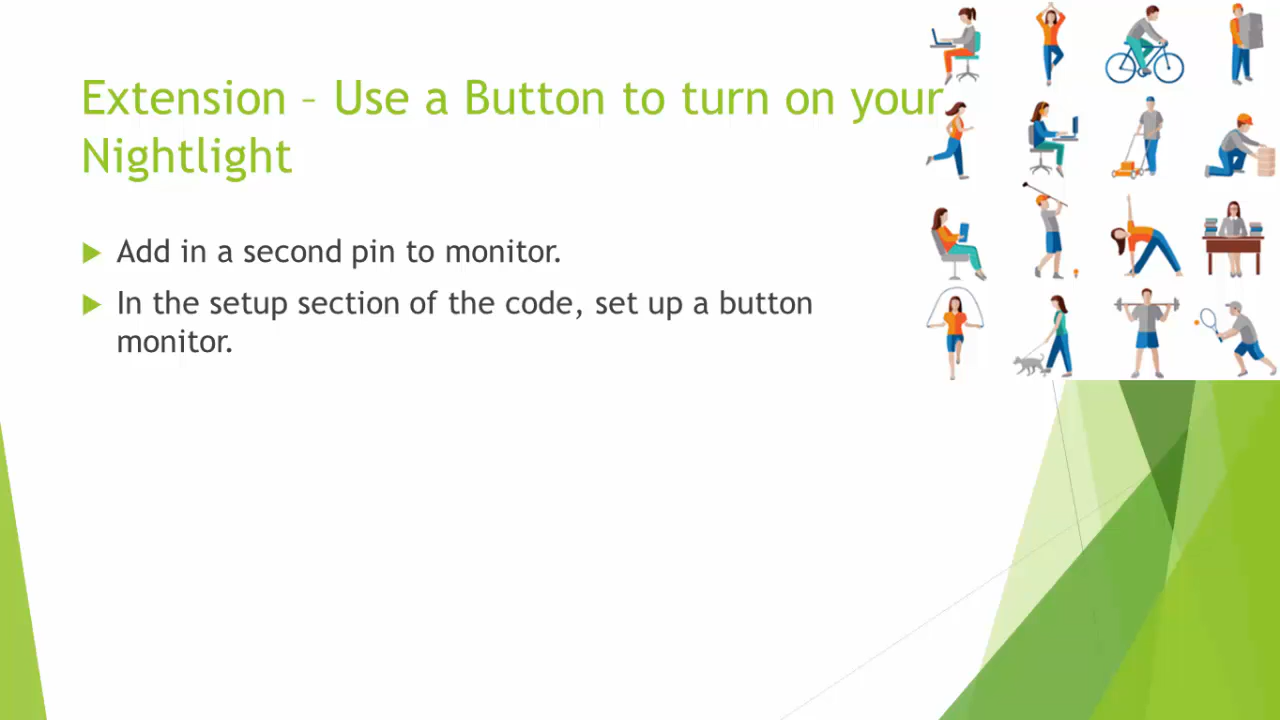 Extension – Use a Button to turn on your
Nightlight
Add in a second pin to monitor.
In the setup section of the code, set up a button
monitor.